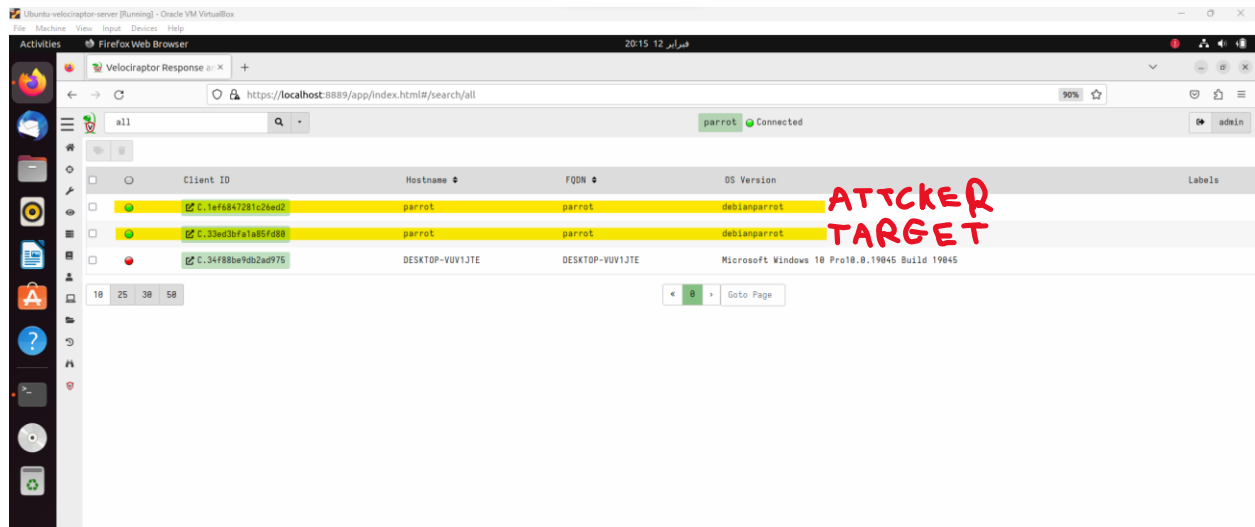 Ubuntu-velociraptor-server [Running] - Oracle VM VirtualBox
File Machine View Input Devices Help
Activities Firefox Web Browser 20:15 12 فبراير
Velociraptor Response an
https://localhost:8889/app/index.html#/search/all 90%
all parrot Connected admin
Client ID Hostname FQDN OS Version Labels
C.1ef6847281c26ed2 parrot parrot debianparrot ATTCKER
C.33ed3bfa1a85fd80 parrot parrot debianparrot TARGET
C.34f88be9db2ad975 DESKTOP-VUV1JTE DESKTOP-VUV1JTE Microsoft Windows 10 Pro10.0.19045 Build 19045
10 25 30 50 « 0 › Goto Page